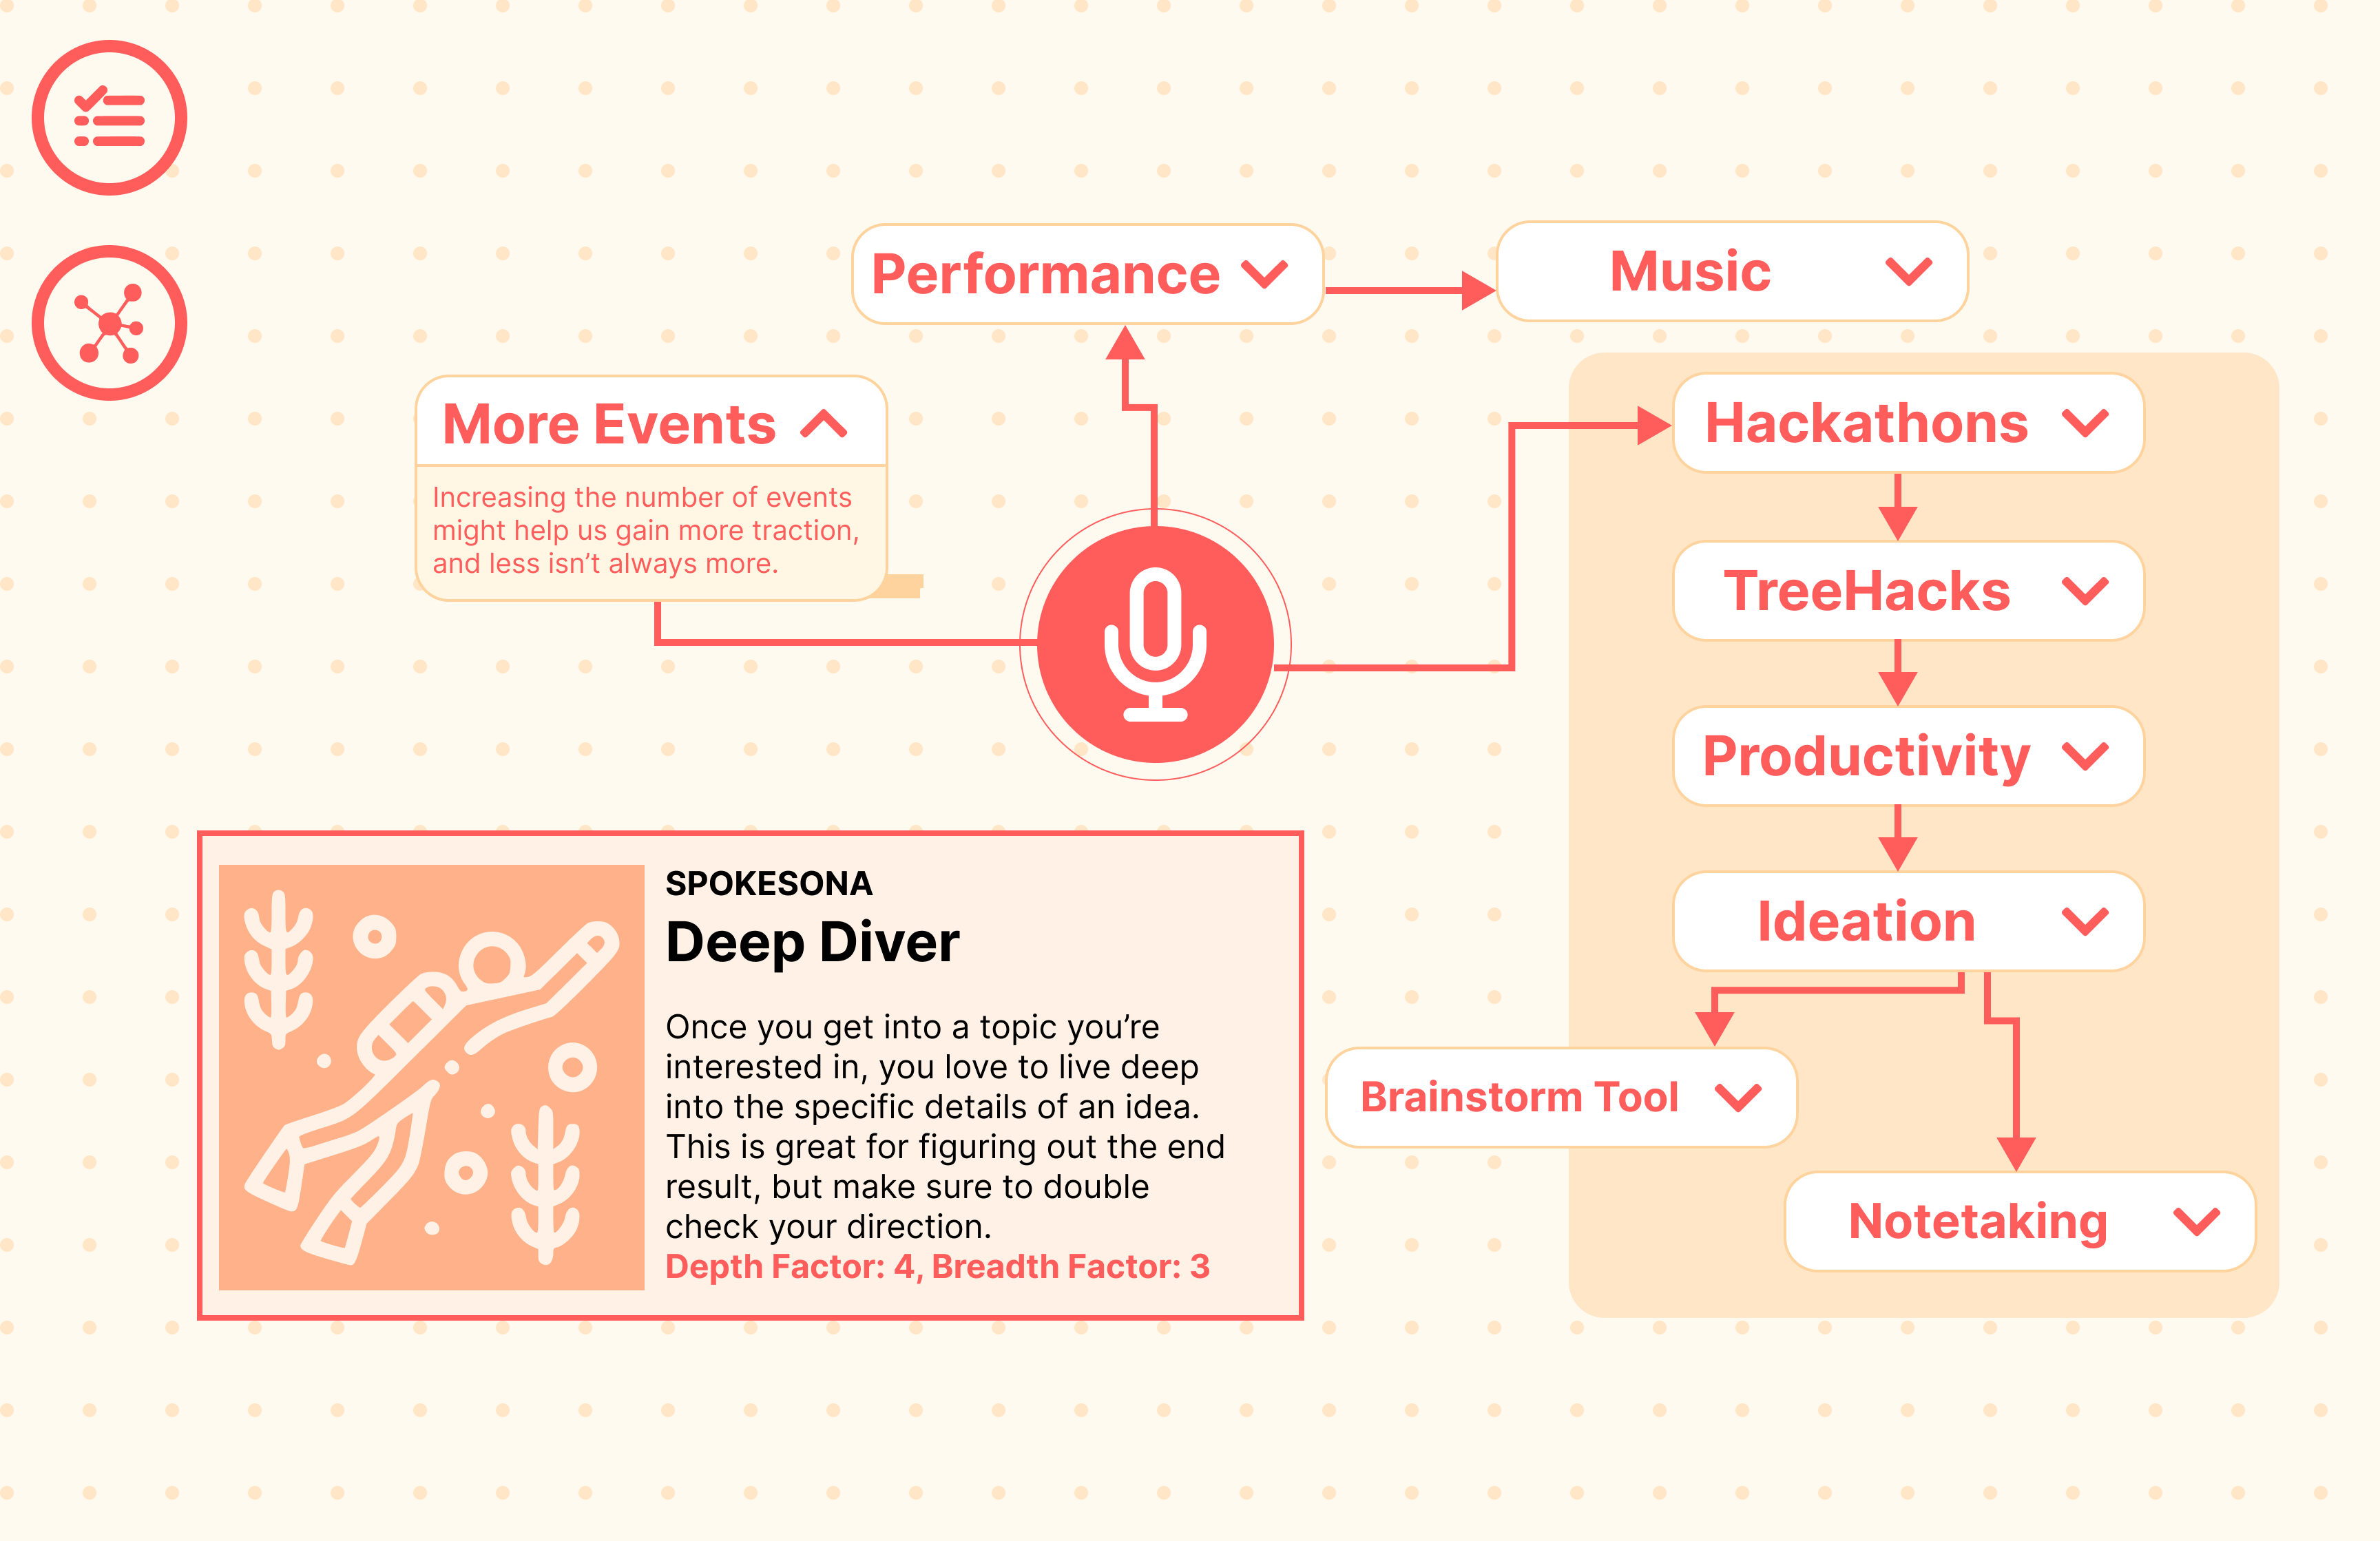 Performance
Music
More Events
Increasing the number of events
might help us gain more traction,
and less isn’t always more.
Hackathons
TreeHacks
Productivity
Ideation
Brainstorm Tool
Notetaking
SPOKESONA
Deep Diver
Once you get into a topic you’re
interested in, you love to live deep
into the specific details of an idea.
This is great for figuring out the end
result, but make sure to double
check your direction.
Depth Factor: 4, Breadth Factor: 3